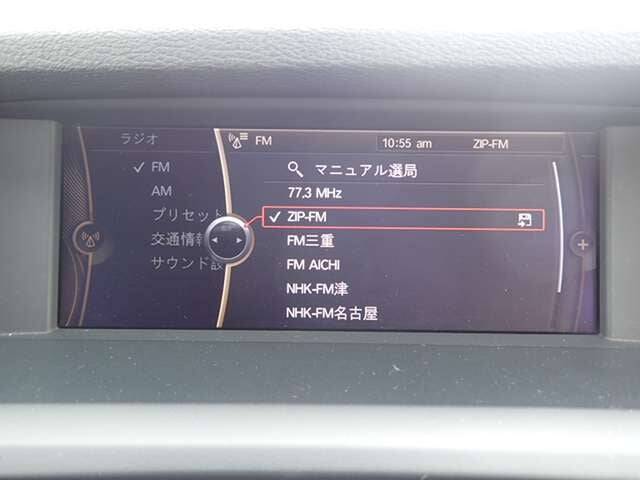 ラジオ
FM
AM
プリセット
交通情報
サウンド設
FM 10:55 am ZIP-FM
マニュアル選局
77.3 MHz
ZIP-FM
FM三重
FM AICHI
NHK-FM津
NHK-FM名古屋